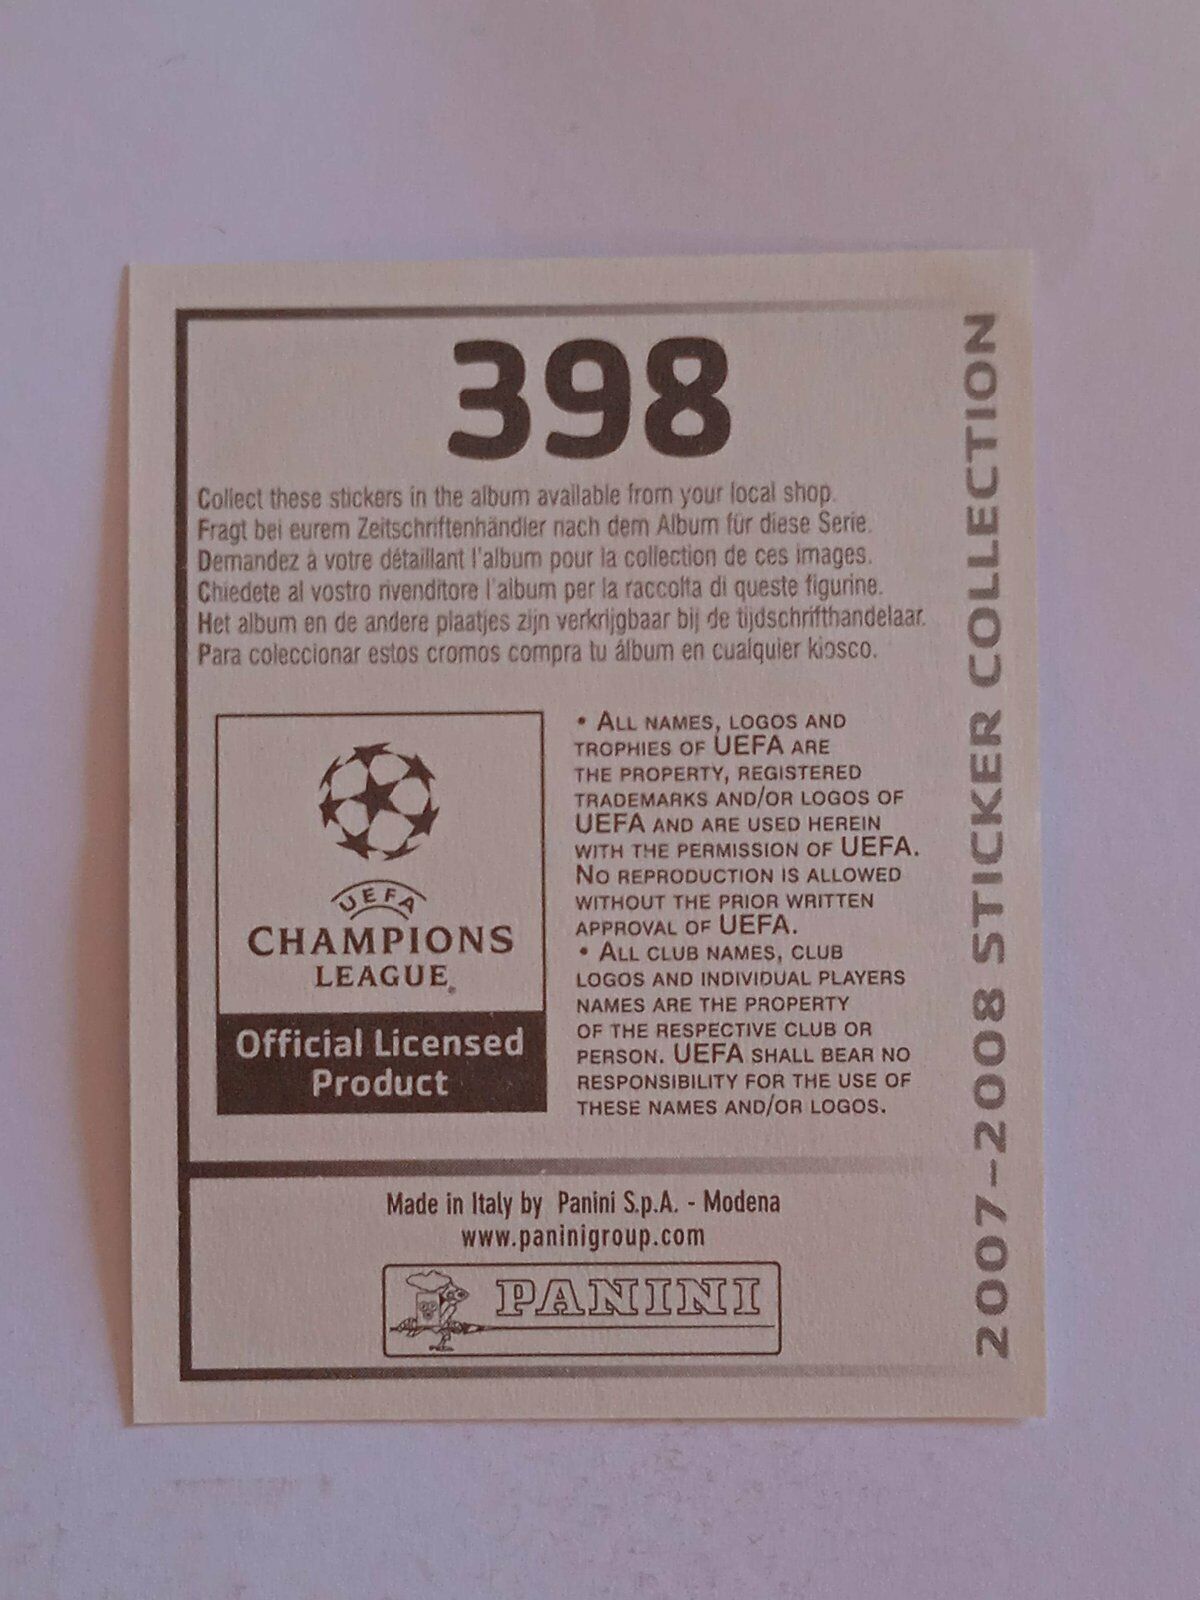 398
Collect these stickers in the album available from your local shop.
Fragt bei eurem Zeitschriftenhändler nach dem Album für diese Serie.
Demandez à votre détaillant l'album pour la collection de ces images.
Chiedete al vostro rivenditore l'album per la raccolta di queste figurine.
Het album en de andere plaatjes zijn verkrijgbaar bij de tijdschrifthandelaar.
Para coleccionar estos cromos compra tu álbum en cualquier kiosco.
UEFA
CHAMPIONS
LEAGUE®
Official Licensed
Product
• ALL NAMES, LOGOS AND
TROPHIES OF UEFA ARE
THE PROPERTY, REGISTERED
TRADEMARKS AND/OR LOGOS OF
UEFA AND ARE USED HEREIN
WITH THE PERMISSION OF UEFA.
NO REPRODUCTION IS ALLOWED
WITHOUT THE PRIOR WRITTEN
APPROVAL OF UEFA.
• ALL CLUB NAMES, CLUB
LOGOS AND INDIVIDUAL PLAYERS
NAMES ARE THE PROPERTY
OF THE RESPECTIVE CLUB OR
PERSON. UEFA SHALL BEAR NO
RESPONSIBILITY FOR THE USE OF
THESE NAMES AND/OR LOGOS.
Made in Italy by Panini S.p.A. - Modena
www.paninigroup.com
PANINI
2007-2008 STICKER COLLECTION